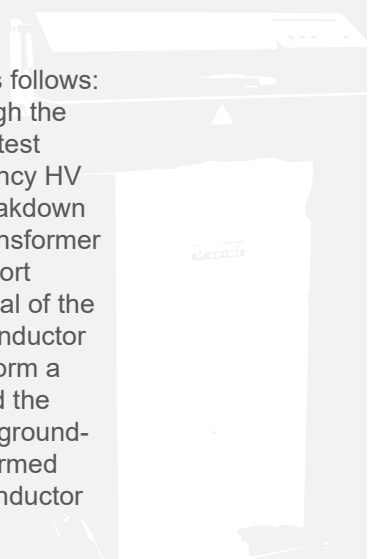 s follows:
gh the
test
ncy HV
akdown
nsformer
ort
al of the
nductor
orm a
d the
ground-
rmed
nductor